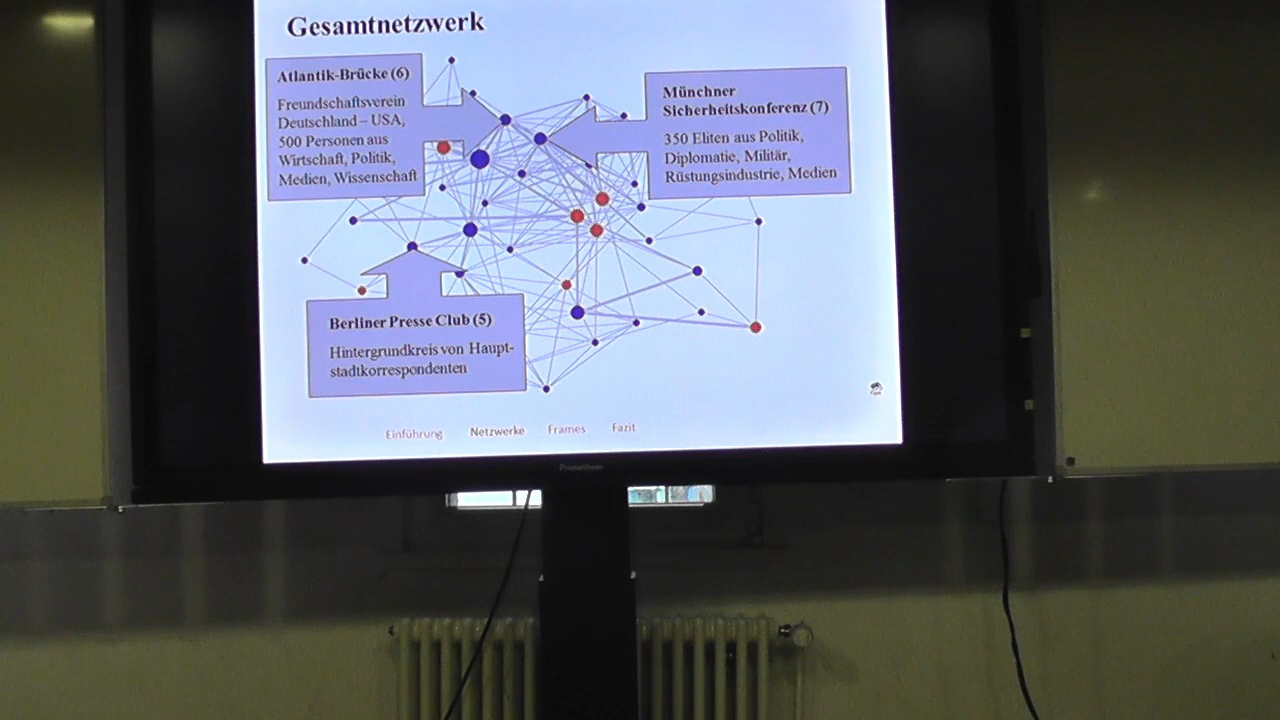 Gesamtnetzwerk
Atlantik-Brücke (6)
Freundschaftsverein
Deutschland – USA,
500 Personen aus
Wirtschaft, Politik,
Medien, Wissenschaft
Münchner
Sicherheitskonferenz (7)
350 Eliten aus Politik,
Diplomatie, Militär,
Rüstungsindustrie, Medien
Berliner Presse Club (5)
Hintergrundkreis von Haupt-
stadtkorrespondenten
Einführung Netzwerke Frames Fazit
Promethean